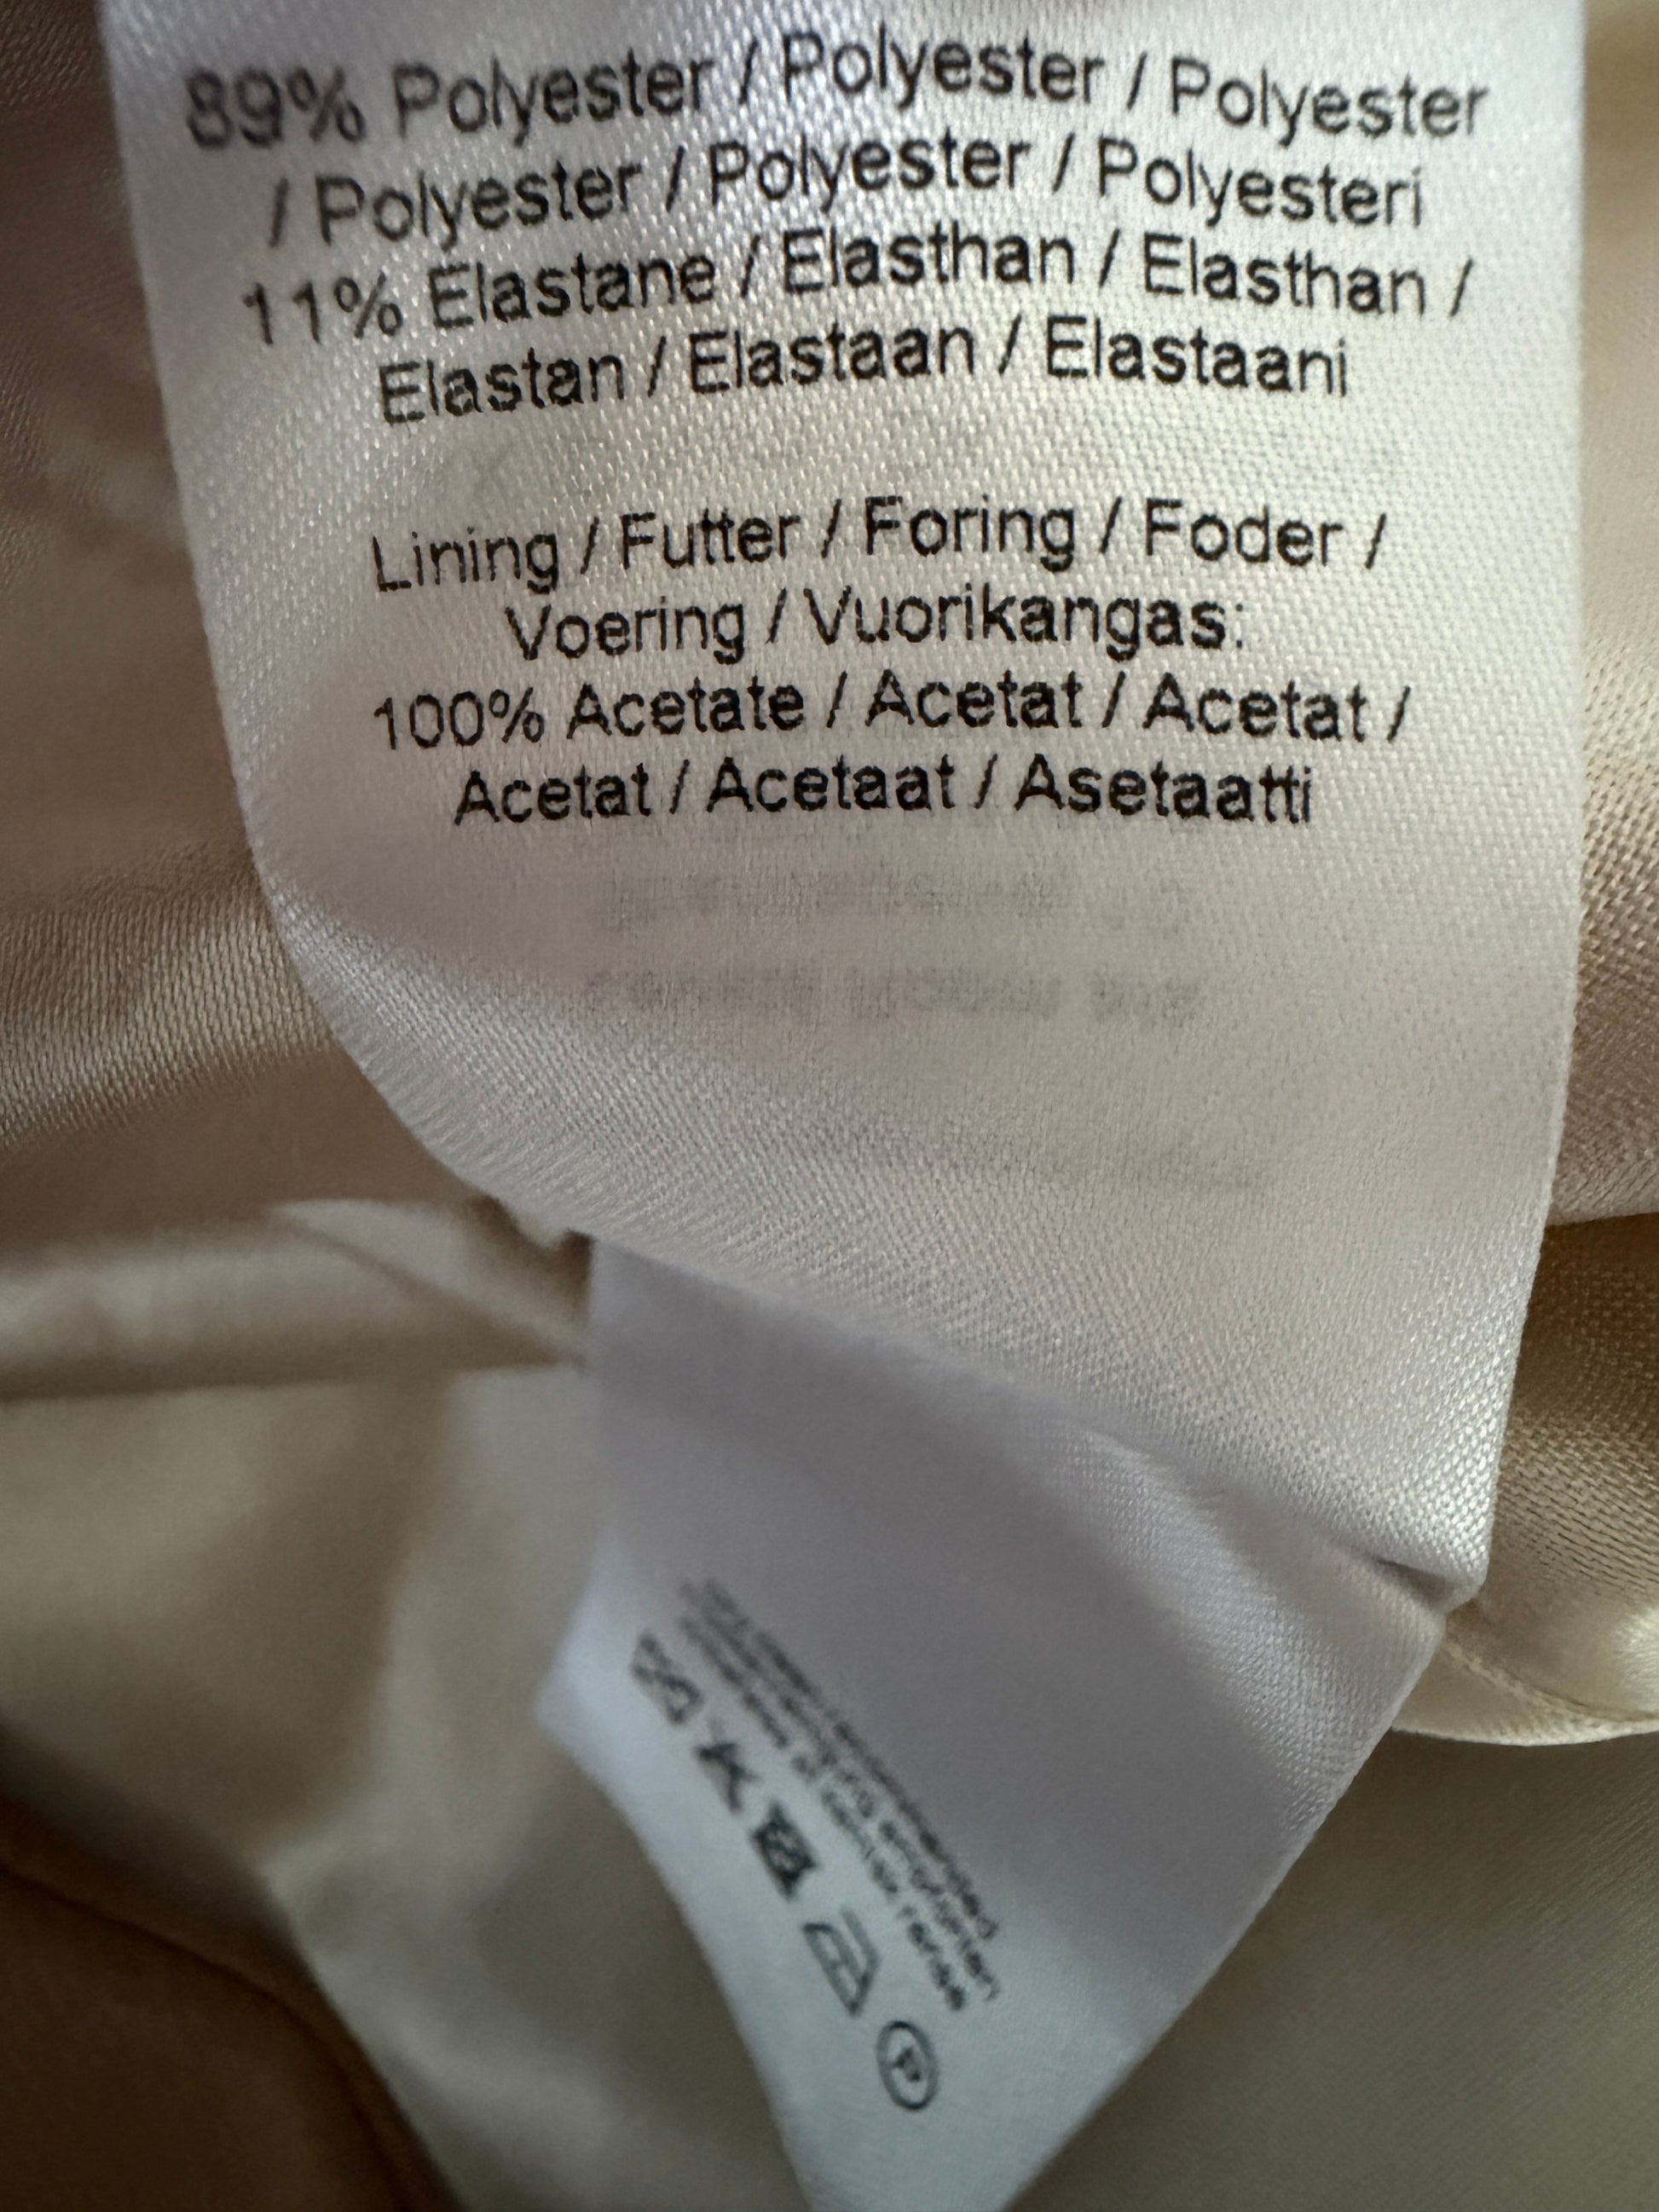 89% Polyester / Polyester / Polyester
/ Polyester / Polyester / Polyesteri
11% Elastane / Elasthan / Elasthan /
Elastan / Elastaan / Elastaani
Lining / Futter / Foring / Foder /
Voering / Vuorikangas:
100% Acetate / Acetat / Acetat /
Acetat / Acetaat / Asetaatti
P